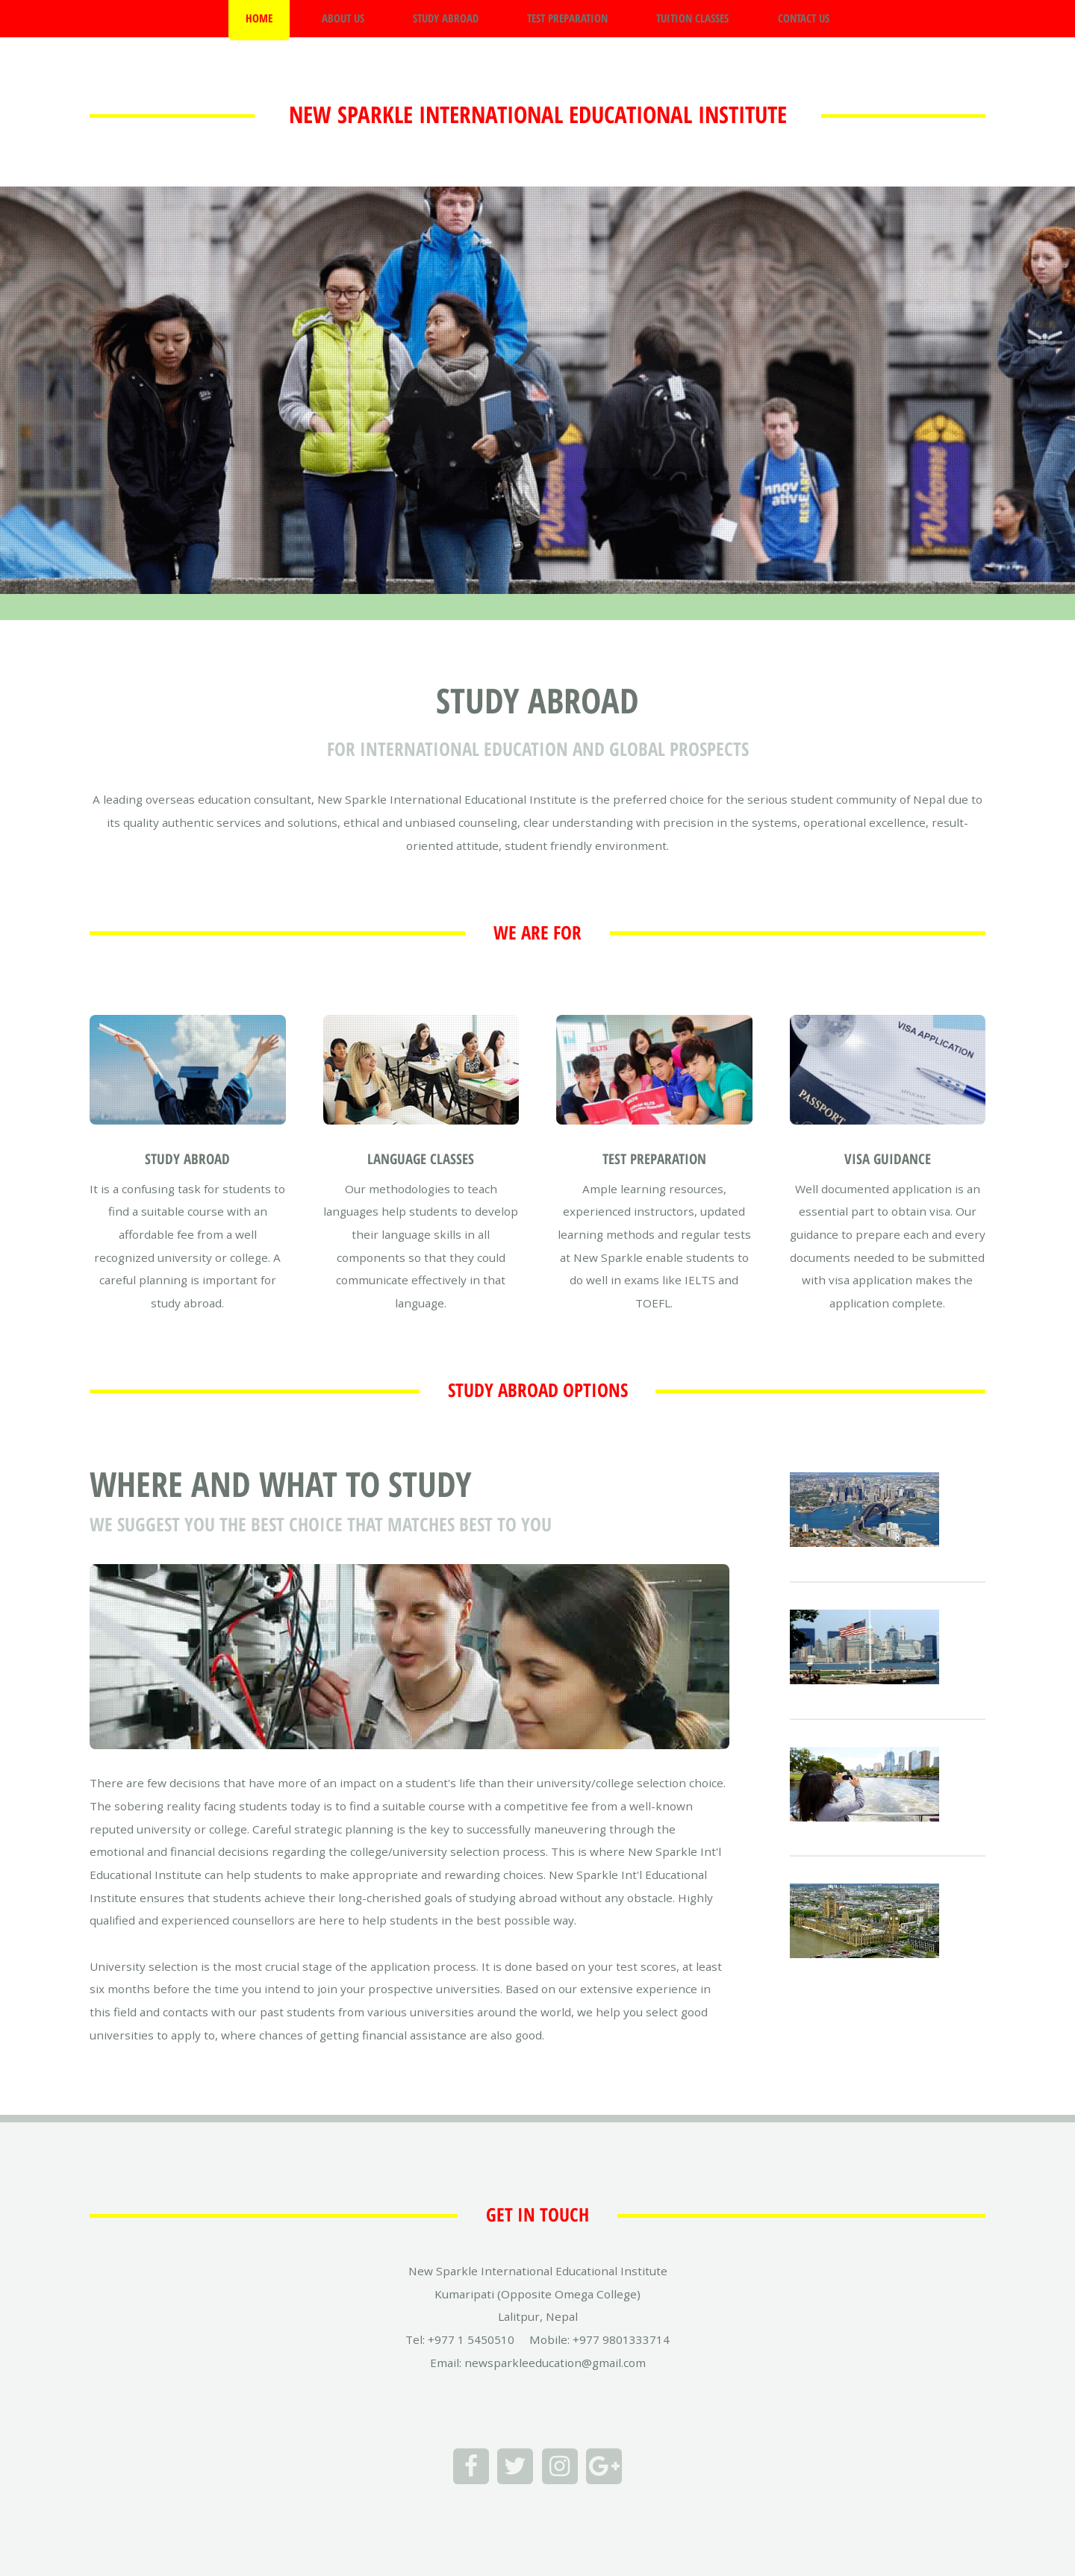 HOME ABOUT US STUDY ABROAD TEST PREPARATION TUITION CLASSES CONTACT US
NEW SPARKLE INTERNATIONAL EDUCATIONAL INSTITUTE
innov
ative
RESEARCH
Welcome
Welcome
STUDY ABROAD
FOR INTERNATIONAL EDUCATION AND GLOBAL PROSPECTS
A leading overseas education consultant, New Sparkle International Educational Institute is the preferred choice for the serious student community of Nepal due to
its quality authentic services and solutions, ethical and unbiased counseling, clear understanding with precision in the systems, operational excellence, result-
oriented attitude, student friendly environment.
WE ARE FOR
IELTS
VISA APPLICATION
PASSPORT
STUDY ABROAD
It is a confusing task for students to
find a suitable course with an
affordable fee from a well
recognized university or college. A
careful planning is important for
study abroad.
LANGUAGE CLASSES
Our methodologies to teach
languages help students to develop
their language skills in all
components so that they could
communicate effectively in that
language.
TEST PREPARATION
Ample learning resources,
experienced instructors, updated
learning methods and regular tests
at New Sparkle enable students to
do well in exams like IELTS and
TOEFL.
VISA GUIDANCE
Well documented application is an
essential part to obtain visa. Our
guidance to prepare each and every
documents needed to be submitted
with visa application makes the
application complete.
STUDY ABROAD OPTIONS
WHERE AND WHAT TO STUDY
WE SUGGEST YOU THE BEST CHOICE THAT MATCHES BEST TO YOU
There are few decisions that have more of an impact on a student's life than their university/college selection choice.
The sobering reality facing students today is to find a suitable course with a competitive fee from a well-known
reputed university or college. Careful strategic planning is the key to successfully maneuvering through the
emotional and financial decisions regarding the college/university selection process. This is where New Sparkle Int'l
Educational Institute can help students to make appropriate and rewarding choices. New Sparkle Int'l Educational
Institute ensures that students achieve their long-cherished goals of studying abroad without any obstacle. Highly
qualified and experienced counsellors are here to help students in the best possible way.
University selection is the most crucial stage of the application process. It is done based on your test scores, at least
six months before the time you intend to join your prospective universities. Based on our extensive experience in
this field and contacts with our past students from various universities around the world, we help you select good
universities to apply to, where chances of getting financial assistance are also good.
GET IN TOUCH
New Sparkle International Educational Institute
Kumaripati (Opposite Omega College)
Lalitpur, Nepal
Tel: +977 1 5450510 Mobile: +977 9801333714
Email: newsparkleeducation@gmail.com